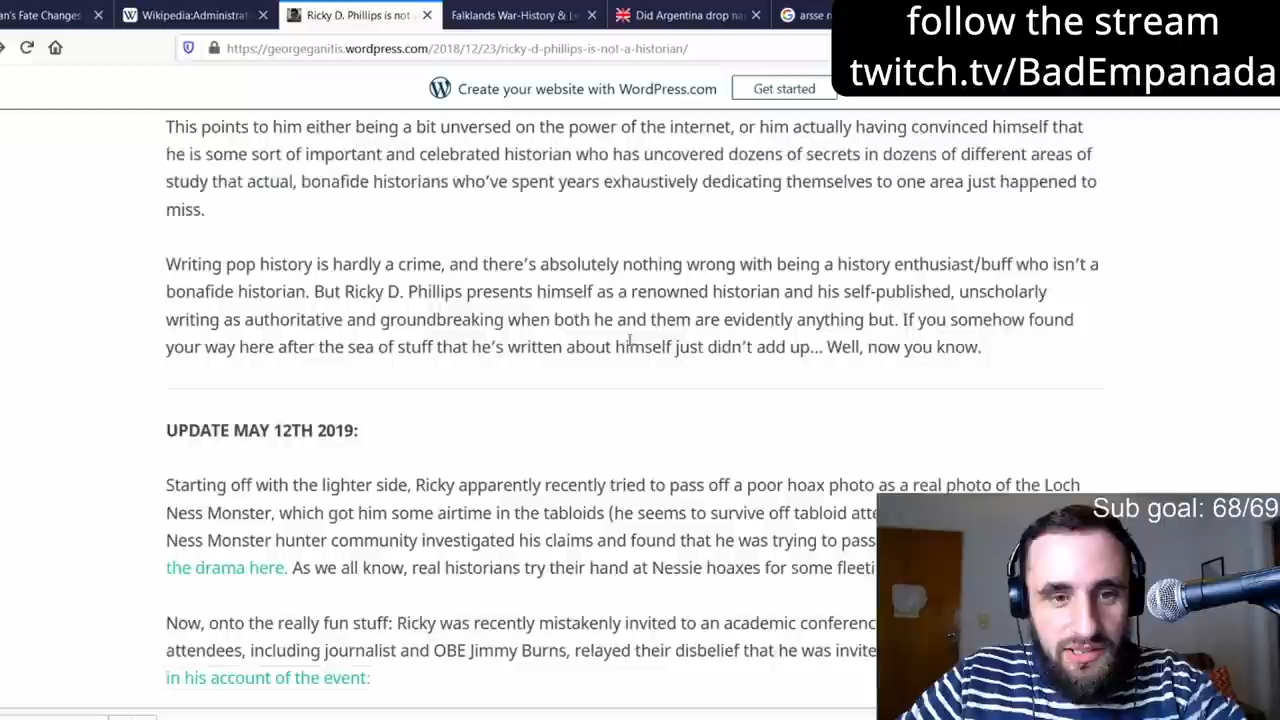 follow the stream
twitch.tv/BadEmpanada
an's Fate Changes
Wikipedia:Administrat
Ricky D. Phillips is not
Falklands War-History &
Did Argentina drop na
arsse
https://georgeganitis.wordpress.com/2018/12/23/ricky-d-phillips-is-not-a-historian/
Create your website with WordPress.com
Get started
This points to him either being a bit unversed on the power of the internet, or him actually having convinced himself that
he is some sort of important and celebrated historian who has uncovered dozens of secrets in dozens of different areas of
study that actual, bonafide historians who've spent years exhaustively dedicating themselves to one area just happened to
miss.
Writing pop history is hardly a crime, and there's absolutely nothing wrong with being a history enthusiast/buff who isn't a
bonafide historian. But Ricky D. Phillips presents himself as a renowned historian and his self-published, unscholarly
writing as authoritative and groundbreaking when both he and them are evidently anything but. If you somehow found
your way here after the sea of stuff that he's written about himself just didn't add up... Well, now you know.
UPDATE MAY 12TH 2019:
Starting off with the lighter side, Ricky apparently recently tried to pass off a poor hoax photo as a real photo of the Loch
Ness Monster, which got him some airtime in the tabloids (he seems to survive off tabloid atte
Ness Monster hunter community investigated his claims and found that he was trying to pass
the drama here. As we all know, real historians try their hand at Nessie hoaxes for some fleeti
Now, onto the really fun stuff: Ricky was recently mistakenly invited to an academic conferenc
attendees, including journalist and OBE Jimmy Burns, relayed their disbelief that he was invite
in his account of the event:
Sub goal: 68/69